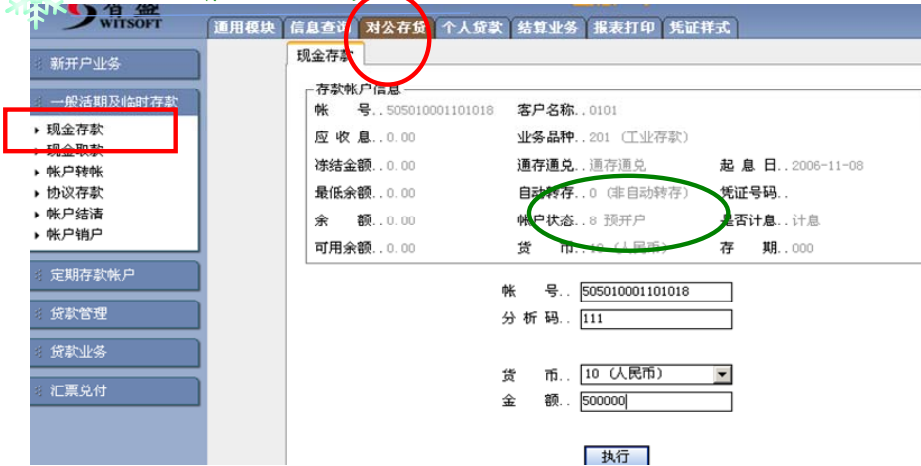 智盛
WITSOFT
通用模块 信息查询 对公存贷 个人贷款 结算业务 报表打印 凭证样式
新开户业务
一般活期及临时存款
现金存款
现金取款
帐户转帐
协议存款
帐户结清
帐户销户
定期存款帐户
贷款管理
贷款业务
汇票兑付
现金存款
存款帐户信息
帐 号..505010001101018 客户名称..0101
应 收 息..0.00 业务品种..201 (工业存款)
冻结金额..0.00 通存通兑..通存通兑 起 息 日..2006-11-08
最低余额..0.00 自动转存..0 (非自动转存) 凭证号码..
余 额..0.00 帐户状态..8 预开户 是否计息..计息
可用余额..0.00 货 币..10 (人民币) 存 期..000
帐 号.. 505010001101018
分 析 码.. 111
货 币.. 10 (人民币)
金 额.. 500000
执行